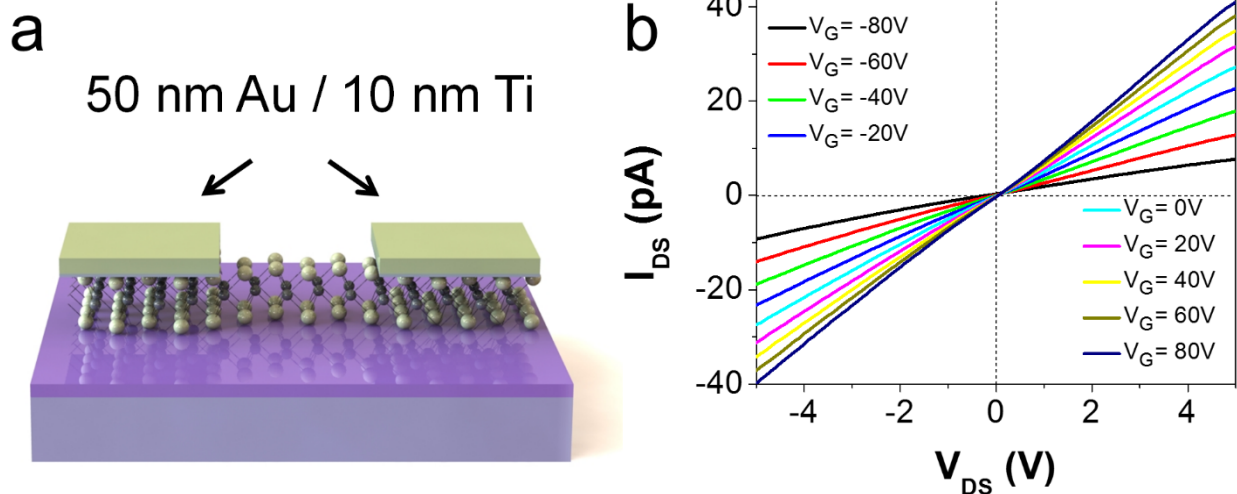 a
50 nm Au / 10 nm Ti
b
I_DS (pA)
40
20
0
-20
-40
V_G= -80V
V_G= -60V
V_G= -40V
V_G= -20V
V_G= 0V
V_G= 20V
V_G= 40V
V_G= 60V
V_G= 80V
-4
-2
0
2
4
V_DS (V)